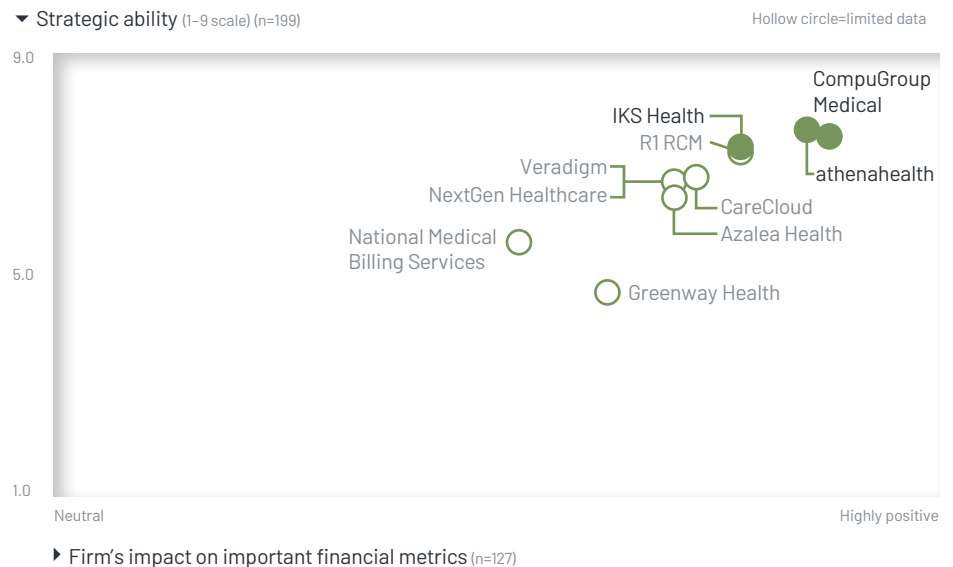 Strategic ability (1–9 scale) (n=199)
Hollow circle=limited data
9.0
CompuGroup
Medical
IKS Health
R1 RCM
Veradigm
athenahealth
NextGen Healthcare
CareCloud
National Medical
Billing Services
Azalea Health
5.0
Greenway Health
1.0
Neutral
Highly positive
Firm’s impact on important financial metrics (n=127)